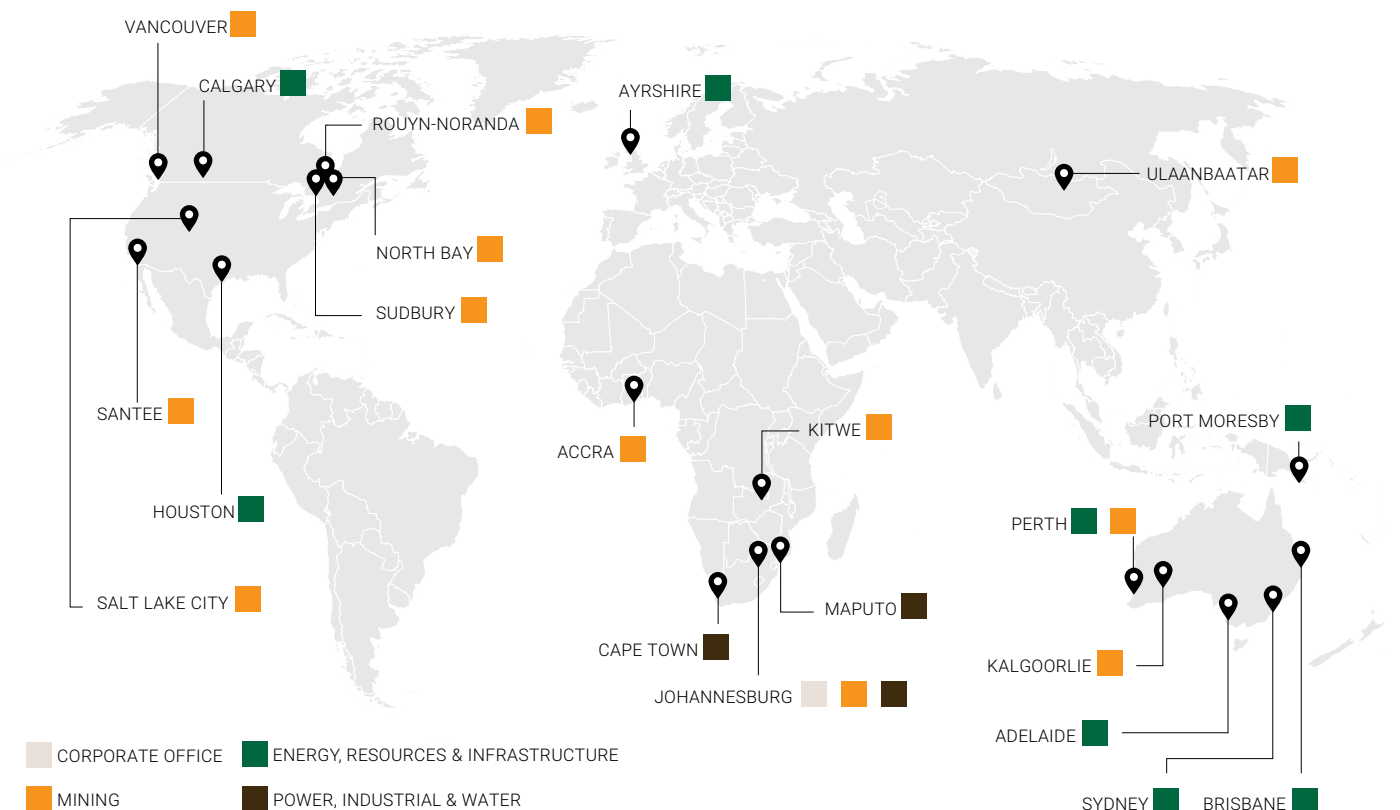 VANCOUVER
CALGARY
AYRSHIRE
ROUYN-NORANDA
ULAANBAATAR
NORTH BAY
SUDBURY
SANTEE
PORT MORESBY
KITWE
ACCRA
HOUSTON
PERTH
SALT LAKE CITY
MAPUTO
CAPE TOWN
KALGOORLIE
JOHANNESBURG
ADELAIDE
CORPORATE OFFICE
ENERGY, RESOURCES & INFRASTRUCTURE
MINING
POWER, INDUSTRIAL & WATER
SYDNEY
BRISBANE